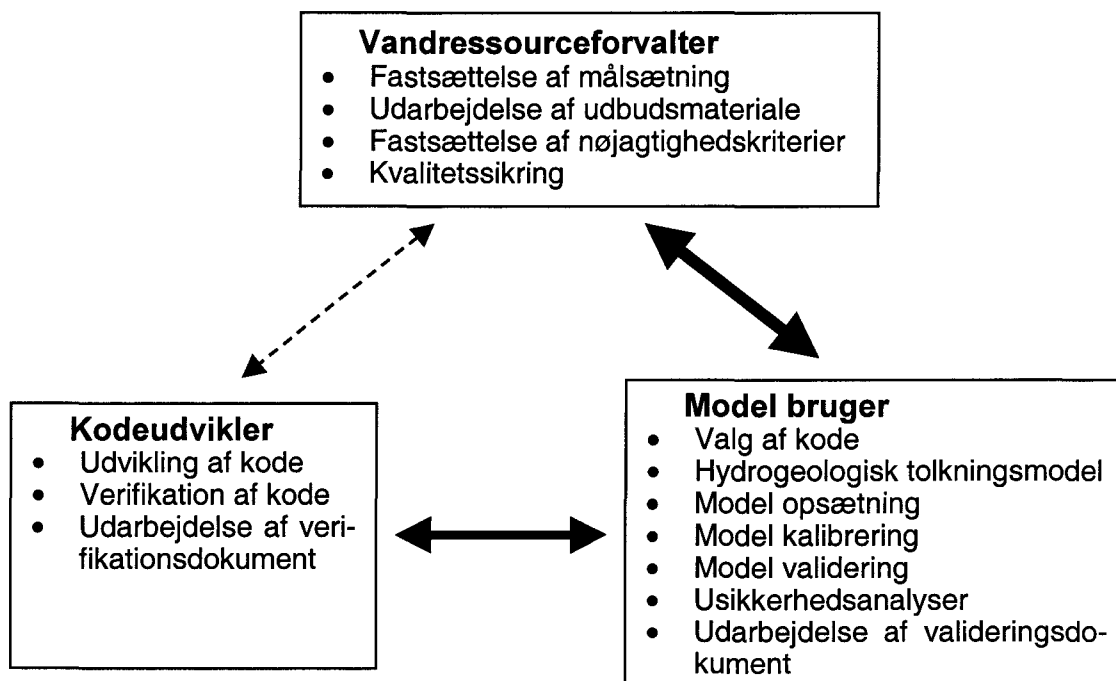 Vandressourceforvalter
• Fastsættelse af målsætning
• Udarbejdelse af udbudsmateriale
• Fastsættelse af nøjagtighedskriterier
• Kvalitetssikring
Kodeudvikler
• Udvikling af kode
• Verifikation af kode
• Udarbejdelse af veri-
fikationsdokument
Model bruger
• Valg af kode
• Hydrogeologisk tolkningsmodel
• Model opsætning
• Model kalibrering
• Model validering
• Usikkerhedsanalyser
• Udarbejdelse af valideringsdo-
kument